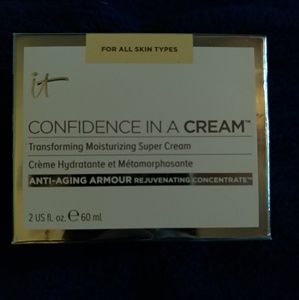 FOR ALL SKIN TYPES
it
CONFIDENCE IN A CREAM™
Transforming Moisturizing Super Cream
Crème Hydratante et Métamorphosante
ANTI-AGING ARMOUR REJUVENATING CONCENTRATE™
2 US fl. oz. ℮ 60 ml